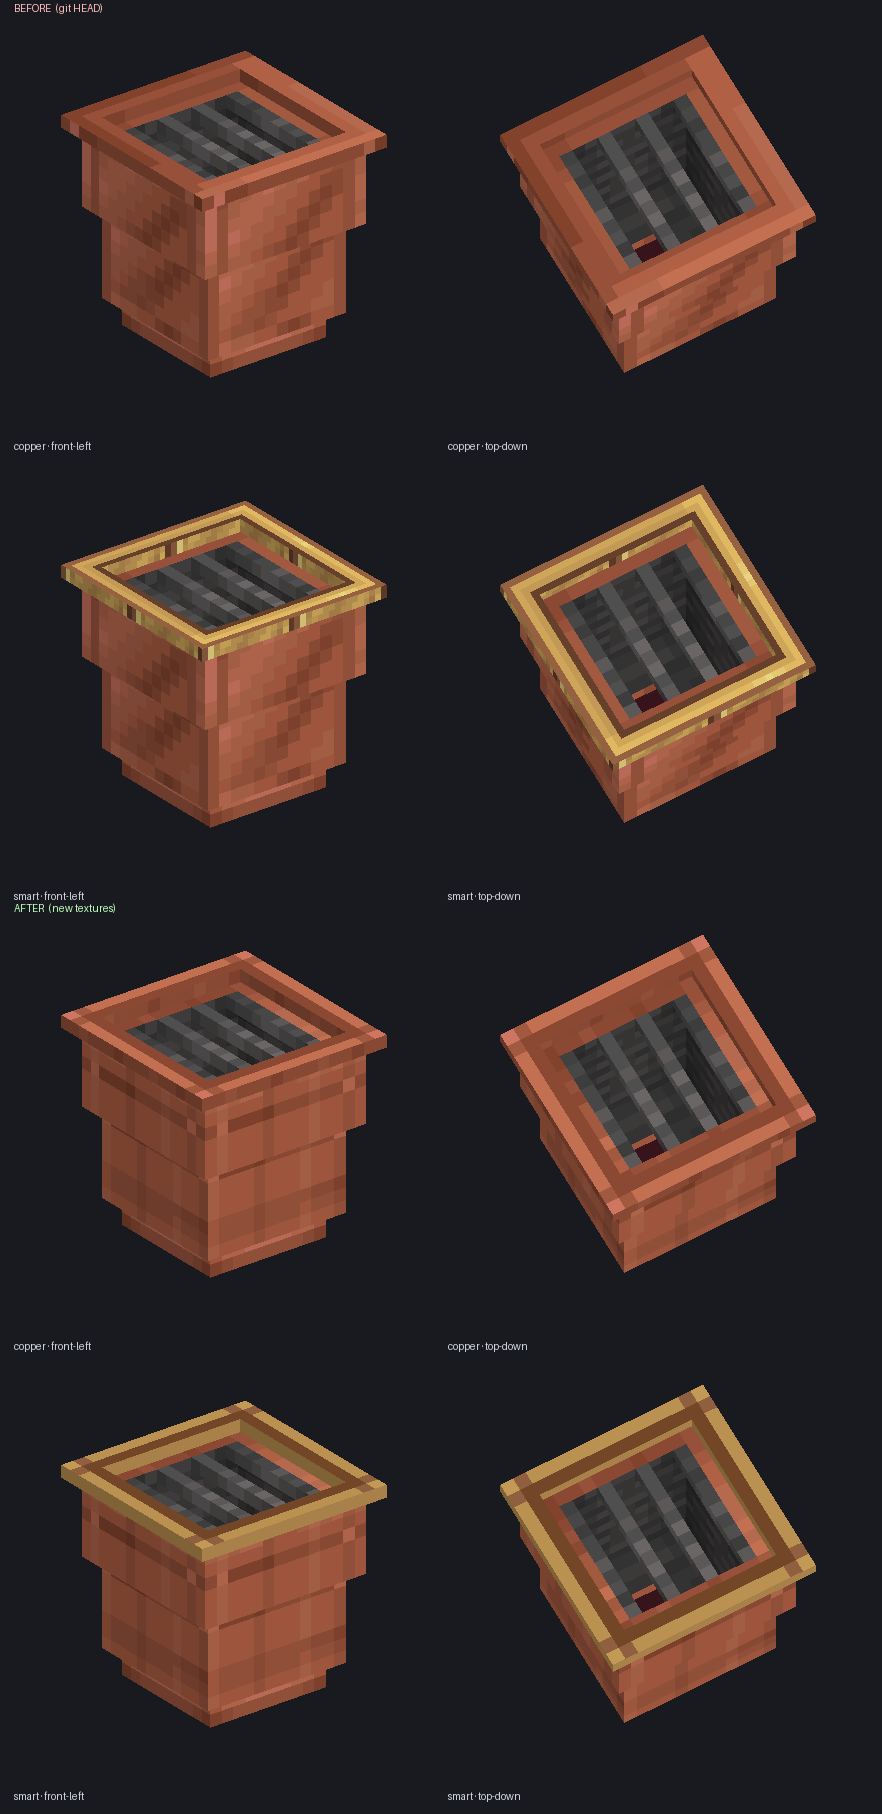 BEFORE (git HEAD)
copper · front-left
copper · top-down
smart · front-left
smart · top-down
AFTER (new textures)
copper · front-left
copper · top-down
smart · front-left
smart · top-down